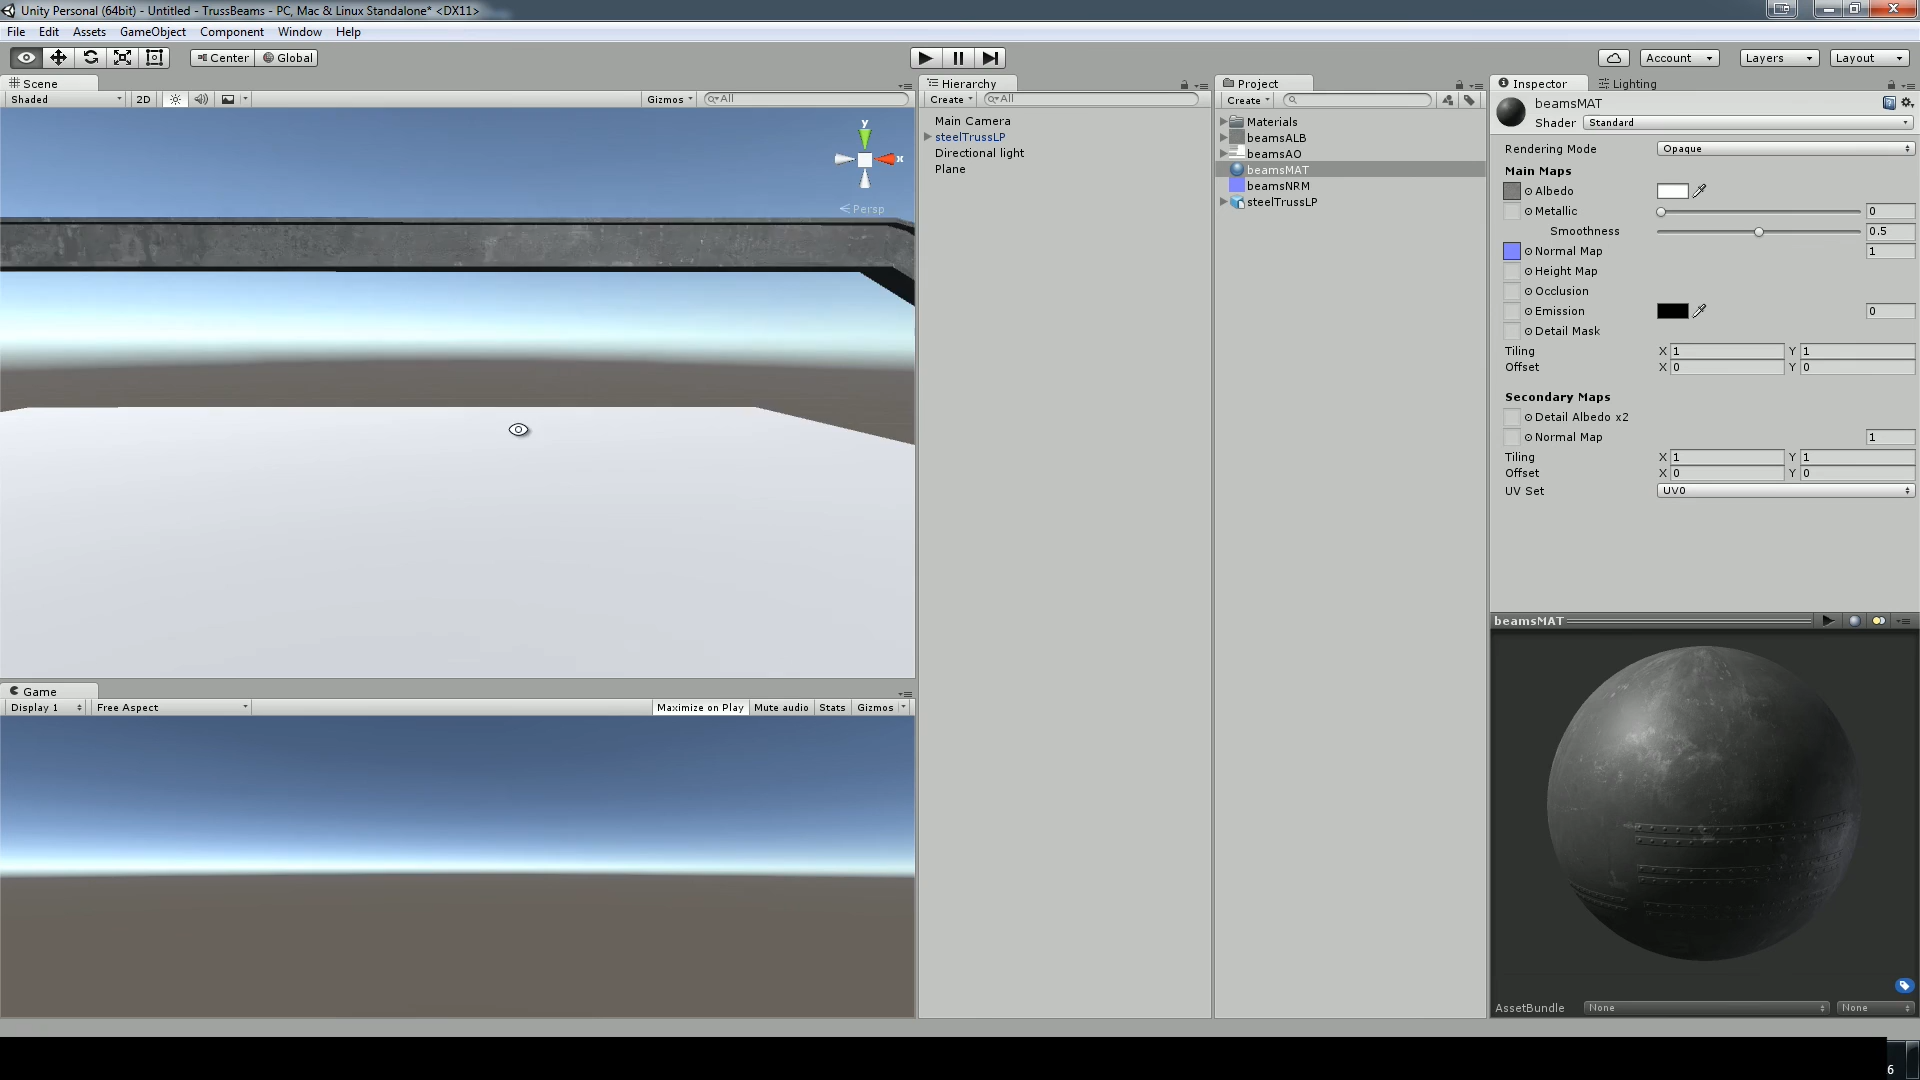 Unity Personal (64bit) - Untitled - TrussBeams - PC, Mac & Linux Standalone* <DX11>
File Edit Assets GameObject Component Window Help
Center Global Account Layers Layout
Scene
Shaded 2D Gizmos All
y
x
Persp
Game
Display 1 Free Aspect Maximize on Play Mute audio Stats Gizmos
Hierarchy
Create All
Main Camera
steelTrussLP
Directional light
Plane
Project
Create
Materials
beamsALB
beamsAO
beamsMAT
beamsNRM
steelTrussLP
Inspector Lighting
beamsMAT
Shader Standard
Rendering Mode Opaque
Main Maps
Albedo
Metallic 0
Smoothness 0.5
Normal Map 1
Height Map
Occlusion
Emission 0
Detail Mask
Tiling X 1 Y 1
Offset X 0 Y 0
Secondary Maps
Detail Albedo x2
Normal Map 1
Tiling X 1 Y 1
Offset X 0 Y 0
UV Set UV0
beamsMAT
AssetBundle None None
6